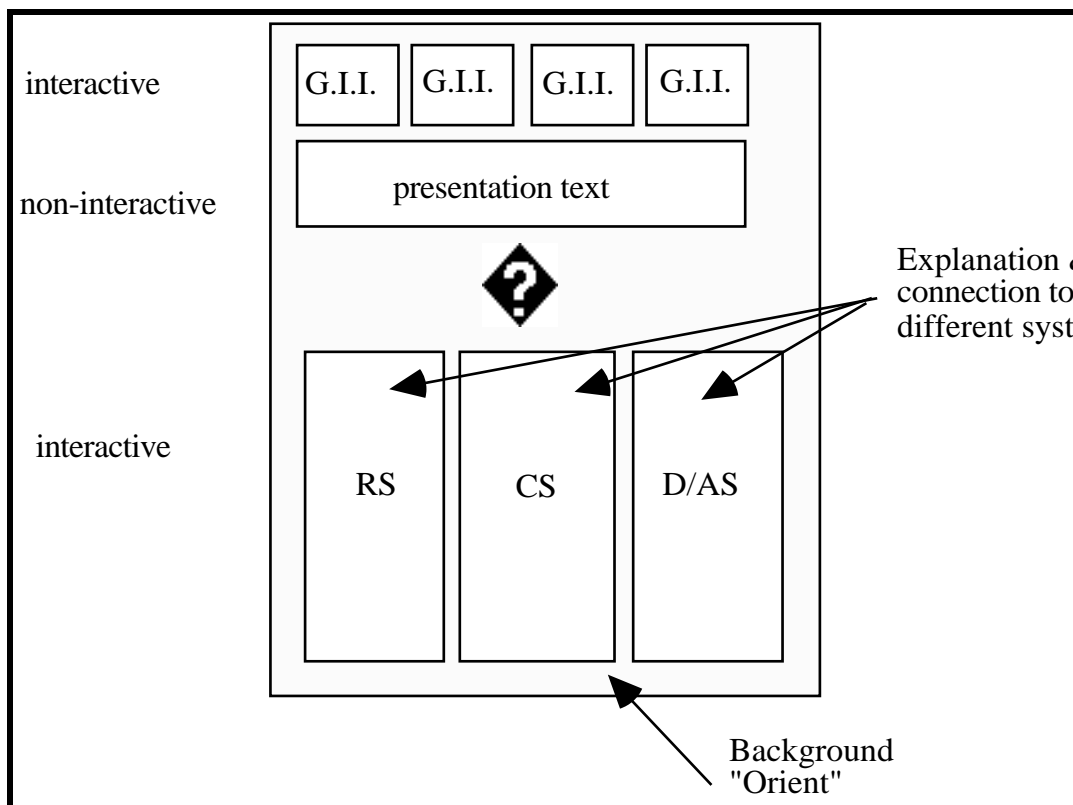 interactive
G.I.I. G.I.I. G.I.I. G.I.I.
presentation text
non-interactive
?
Explanation
connection to
different
interactive
RS CS D/AS
Background
"Orient"